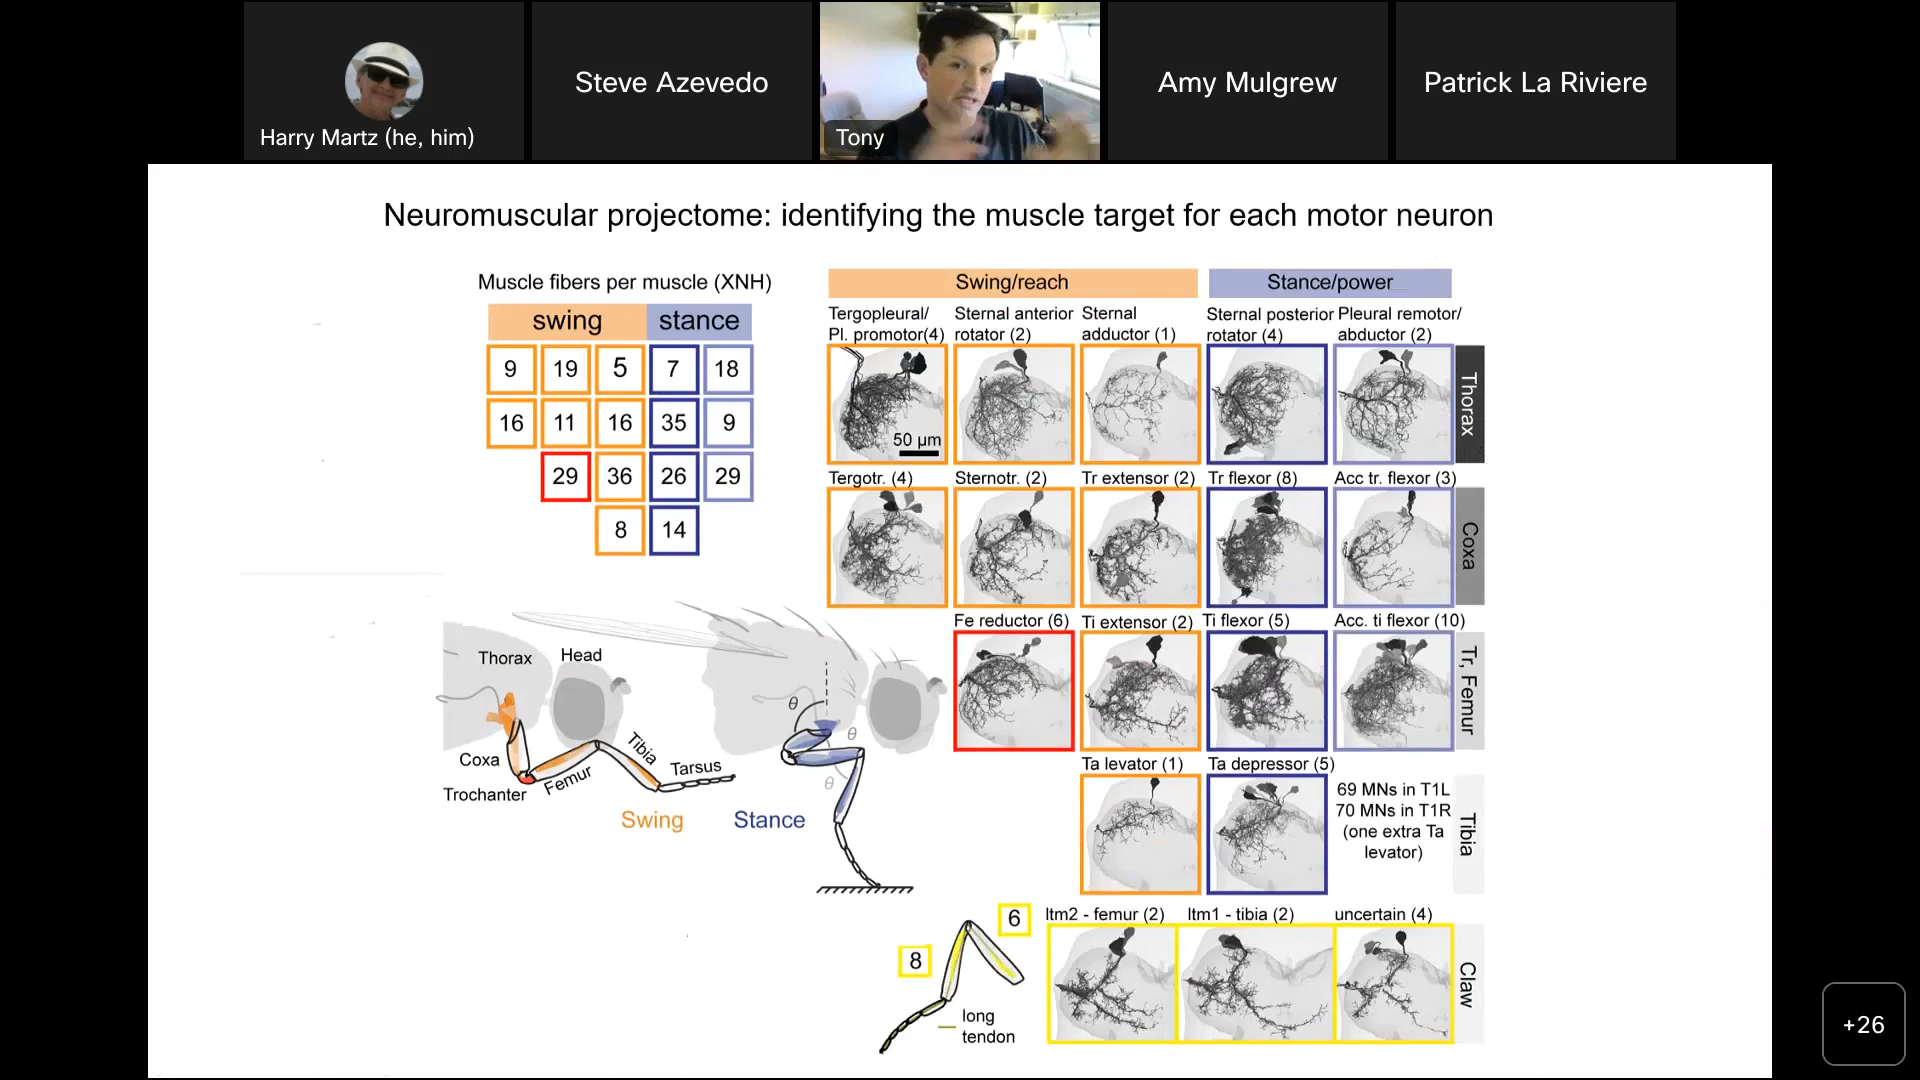 Harry Martz (he, him)
Steve Azevedo
Tony
Amy Mulgrew
Patrick La Riviere
Neuromuscular projectome: identifying the muscle target for each motor neuron
Muscle fibers per muscle (XNH)
swing stance
9 19 5 7 18
16 11 16 35 9
29 36 26 29
8 14
Swing/reach
Stance/power
Tergopleural/
Pl. promotor(4)
Sternal anterior
rotator (2)
Sternal
adductor (1)
Sternal posterior
rotator (4)
Pleural remotor/
abductor (2)
50 µm
Thorax
Tergotr. (4)
Sternotr. (2)
Tr extensor (2)
Tr flexor (8)
Acc tr. flexor (3)
Coxa
Fe reductor (6)
Ti extensor (2)
Ti flexor (5)
Acc. ti flexor (10)
Tr, Femur
Ta levator (1)
Ta depressor (5)
69 MNs in T1L
70 MNs in T1R
(one extra Ta
levator)
Tibia
Thorax
Head
Coxa
Trochanter
Femur
Tibia
Tarsus
Swing
θ
θ
θ
Stance
6
8
long
tendon
ltm2 - femur (2)
ltm1 - tibia (2)
uncertain (4)
Claw
+26